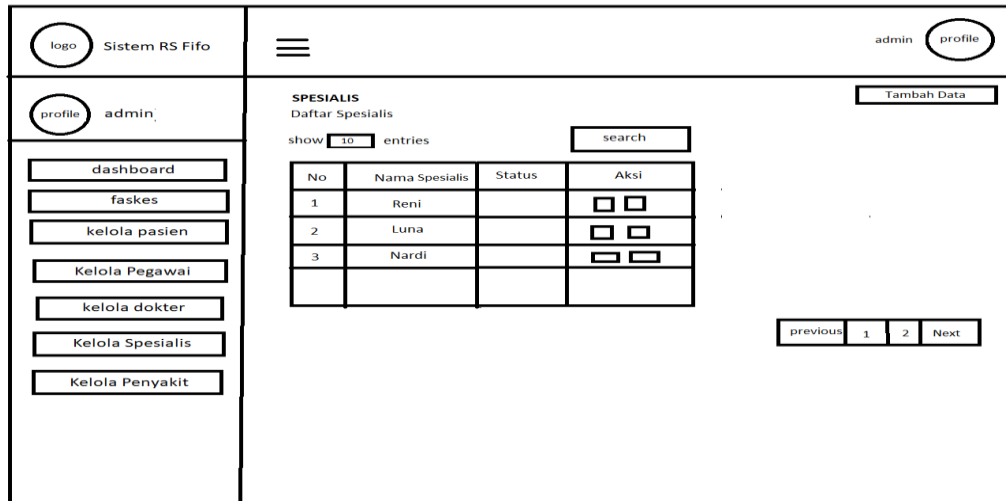 logo Sistem RS Fifo
admin profile
profile admin
Tambah Data
SPESIALIS
Daftar Spesialis
show 10 entries
search
dashboard
faskes
kelola pasien
Kelola Pegawai
kelola dokter
Kelola Spesialis
Kelola Penyakit
No Nama Spesialis Status Aksi
1 Reni
2 Luna
3 Nardi
previous 1 2 Next